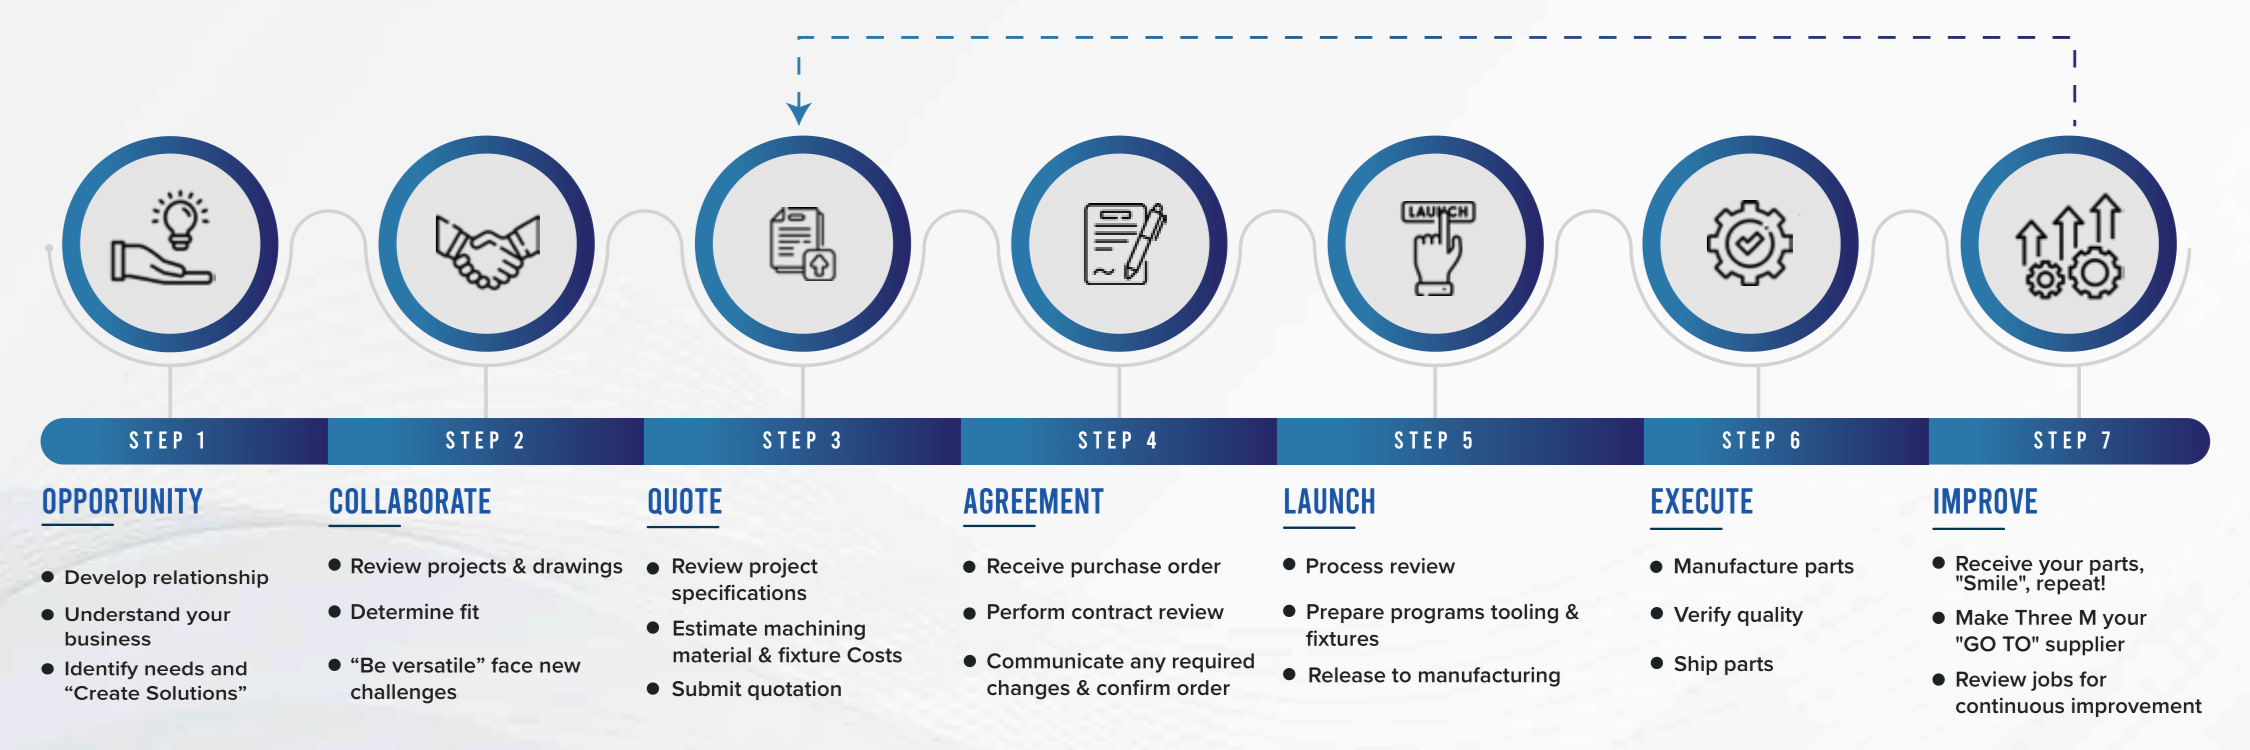 LAUNCH
STEP 1
STEP 2
STEP 3
STEP 4
STEP 5
STEP 6
STEP 7
OPPORTUNITY
● Develop relationship
● Understand your
business
● Identify needs and
“Create Solutions”
COLLABORATE
● Review projects & drawings
● Determine fit
● “Be versatile” face new
challenges
QUOTE
● Review project
specifications
● Estimate machining
material & fixture Costs
● Submit quotation
AGREEMENT
● Receive purchase order
● Perform contract review
● Communicate any required
changes & confirm order
LAUNCH
● Process review
● Prepare programs tooling &
fixtures
● Release to manufacturing
EXECUTE
● Manufacture parts
● Verify quality
● Ship parts
IMPROVE
● Receive your parts,
"Smile", repeat!
● Make Three M your
"GO TO" supplier
● Review jobs for
continuous improvement